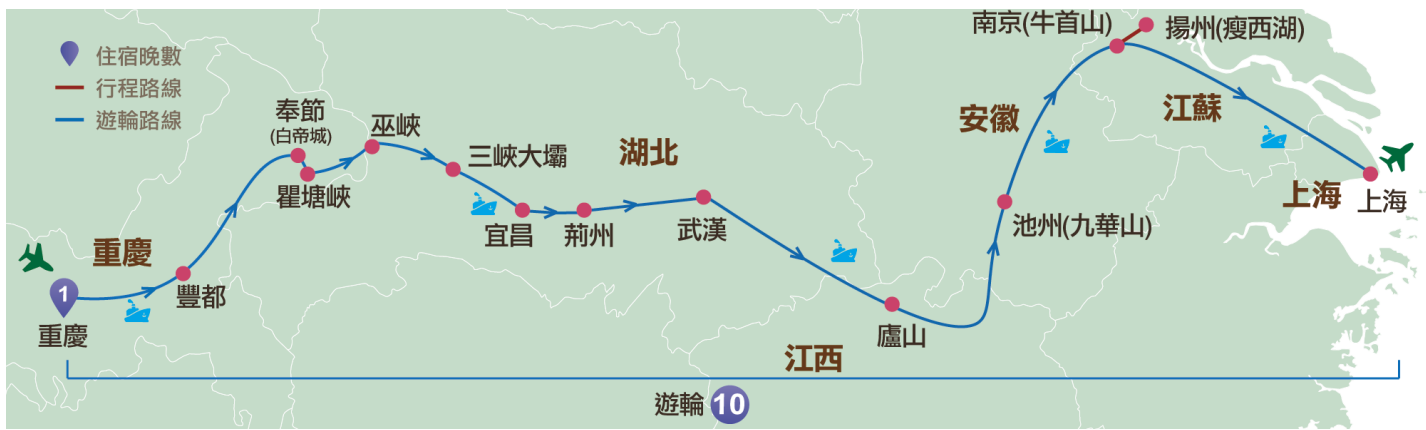 住宿晚數
行程路線
遊輪路線
1
重慶
重慶
豐都
奉節
(白帝城)
瞿塘峽
巫峽
三峽大壩
宜昌
荊州
湖北
武漢
廬山
江西
安徽
池州(九華山)
南京(牛首山)
揚州(瘦西湖)
江蘇
上海
上海
遊輪 10